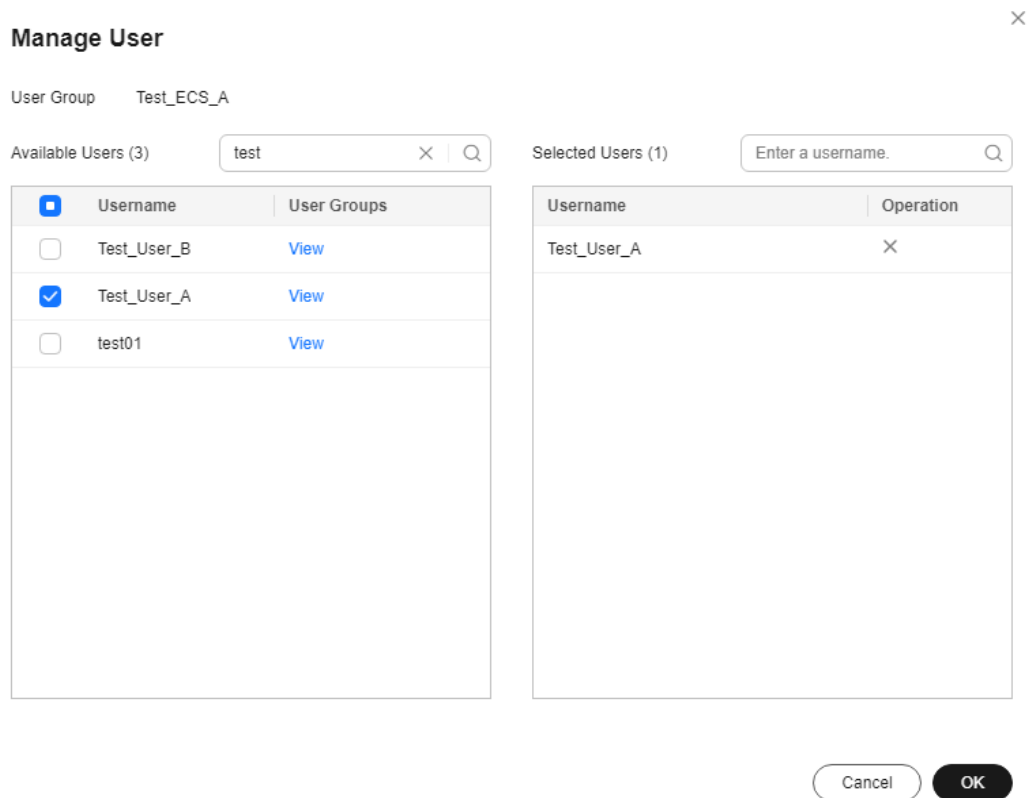 Manage User
User Group Test_ECS_A
Available Users (3) test
Selected Users (1) Enter a username.
Username User Groups
Test_User_B View
Test_User_A View
test01 View
Username Operation
Test_User_A
Cancel OK